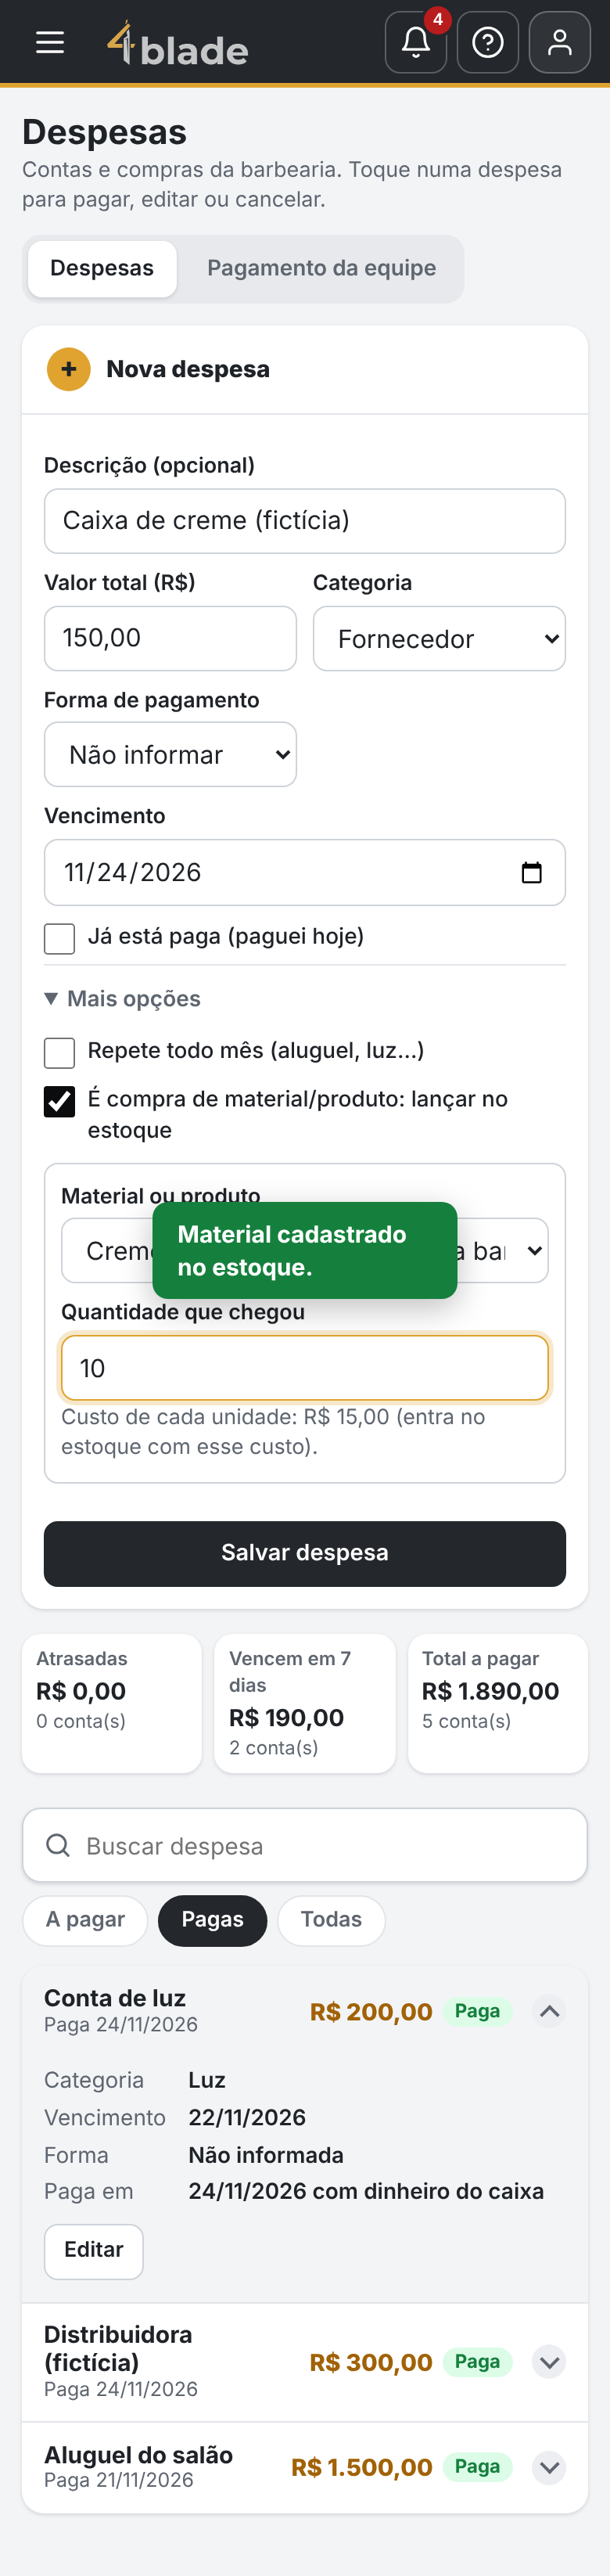 4blade
4
Despesas
Contas e compras da barbearia. Toque numa despesa
para pagar, editar ou cancelar.
Despesas
Pagamento da equipe
+ Nova despesa
Descrição (opcional)
Caixa de creme (fictícia)
Valor total (R$)
Categoria
150,00
Fornecedor
Forma de pagamento
Não informar
Vencimento
11/24/2026
Já está paga (paguei hoje)
▼ Mais opções
Repete todo mês (aluguel, luz...)
É compra de material/produto: lançar no
estoque
Material ou produto
Material cadastrado
no estoque.
Quantidade que chegou
10
Custo de cada unidade: R$ 15,00 (entra no
estoque com esse custo).
Salvar despesa
Atrasadas
R$ 0,00
0 conta(s)
Vencem em 7
dias
R$ 190,00
2 conta(s)
Total a pagar
R$ 1.890,00
5 conta(s)
Buscar despesa
A pagar
Pagas
Todas
Conta de luz
Paga 24/11/2026
R$ 200,00
Paga
Categoria Luz
Vencimento 22/11/2026
Forma Não informada
Paga em 24/11/2026 com dinheiro do caixa
Editar
Distribuidora
(fictícia)
Paga 24/11/2026
R$ 300,00
Paga
Aluguel do salão
Paga 21/11/2026
R$ 1.500,00
Paga